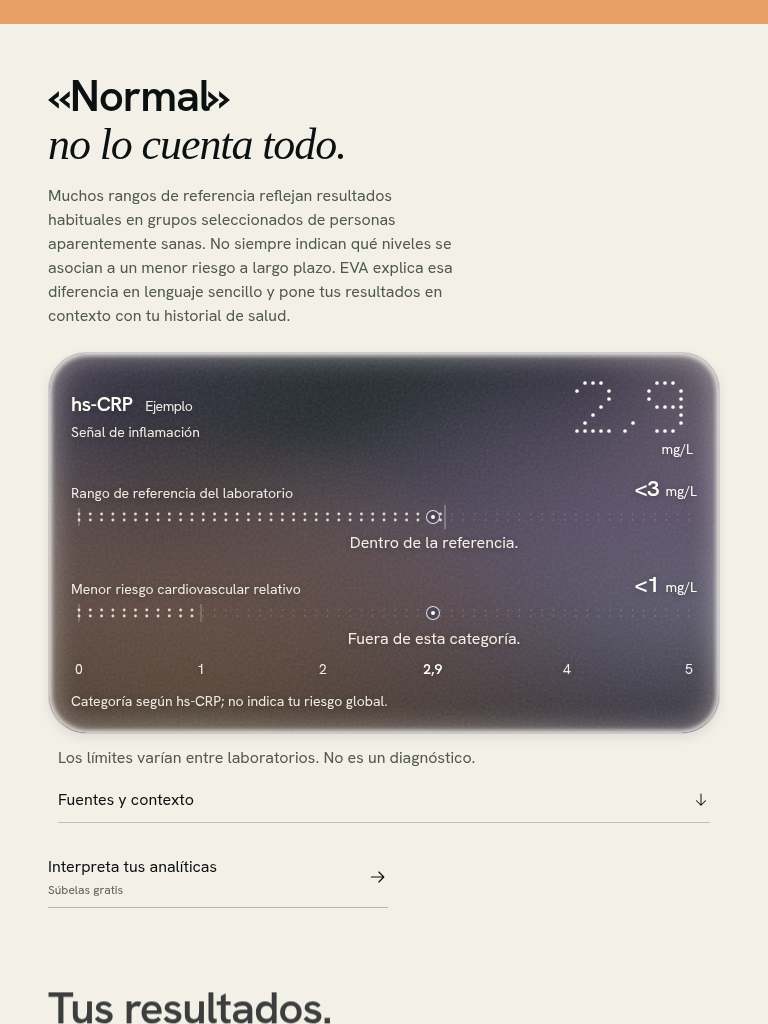 «Normal»
no lo cuenta todo.
Muchos rangos de referencia reflejan resultados
habituales en grupos seleccionados de personas
aparentemente sanas. No siempre indican qué niveles se
asocian a un menor riesgo a largo plazo. EVA explica esa
diferencia en lenguaje sencillo y pone tus resultados en
contexto con tu historial de salud.
hs-CRP Ejemplo
2.9
Señal de inflamación
mg/L
Rango de referencia del laboratorio <3 mg/L
Dentro de la referencia.
Menor riesgo cardiovascular relativo <1 mg/L
Fuera de esta categoría.
0 1 2 2,9 4 5
Categoría según hs-CRP; no indica tu riesgo global.
Los límites varían entre laboratorios. No es un diagnóstico.
Fuentes y contexto
Interpreta tus analíticas
Súbelas gratis
Tus resultados.